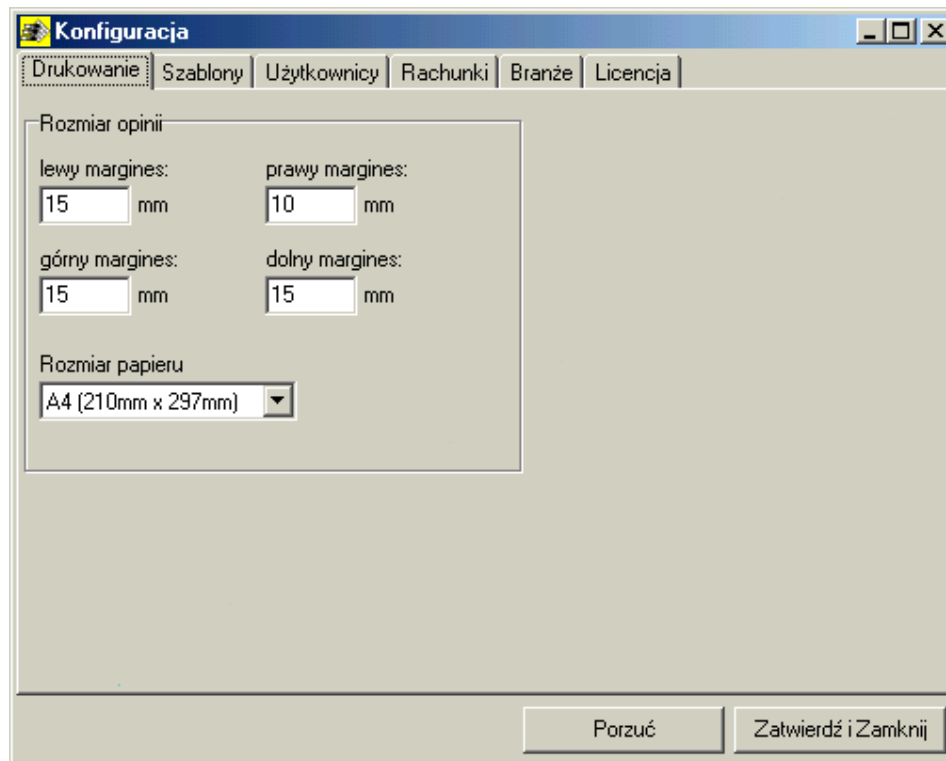 Konfiguracja
Drukowanie Szablony Użytkownicy Rachunki Branże Licencja
Rozmiar opinii
lewy margines: prawy margines:
15 mm 10 mm
górny margines: dolny margines:
15 mm 15 mm
Rozmiar papieru
A4 (210mm x 297mm)
Porzuć Zatwierdź i Zamknij